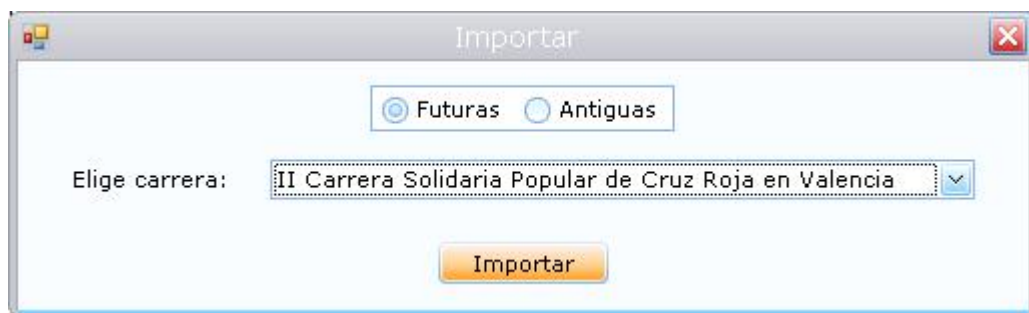 Importar
Futuras Antiguas
Elige carrera: II Carrera Solidaria Popular de Cruz Roja en Valencia
Importar